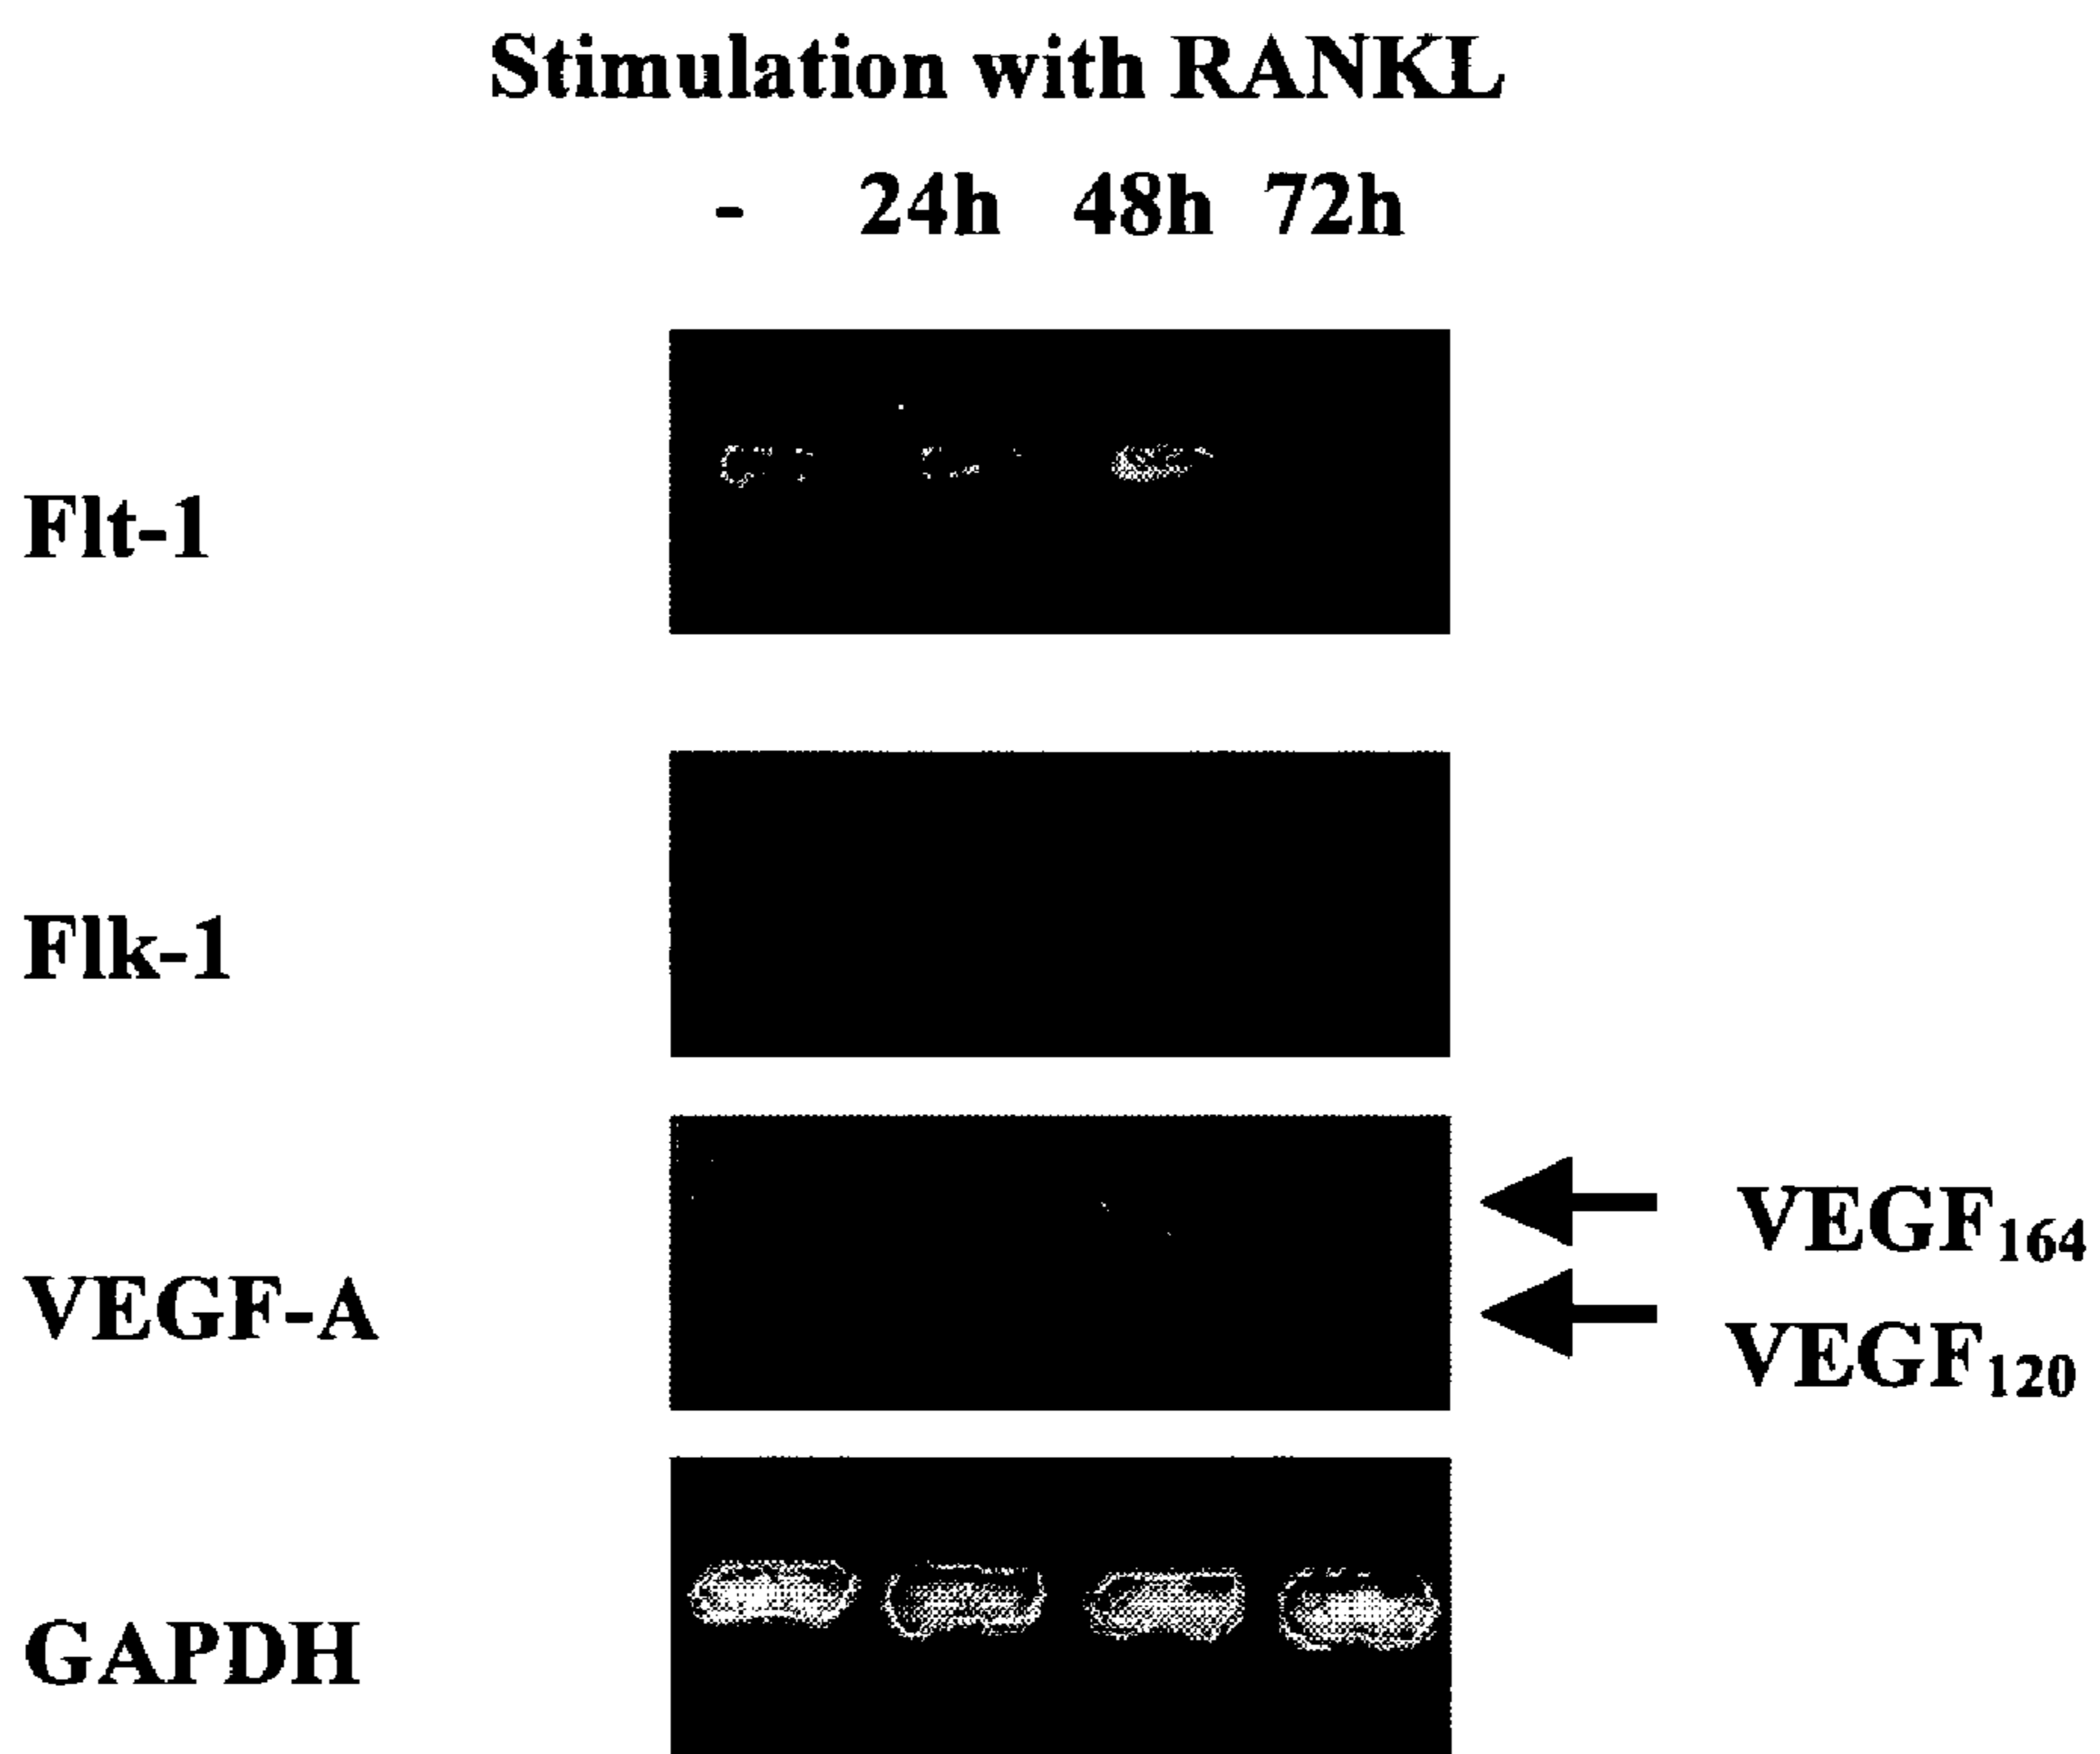 Stimulation with RANKL
- 24h 48h 72h
Flt-1
Flk-1
VEGF-A
VEGF164
VEGF120
GAPDH